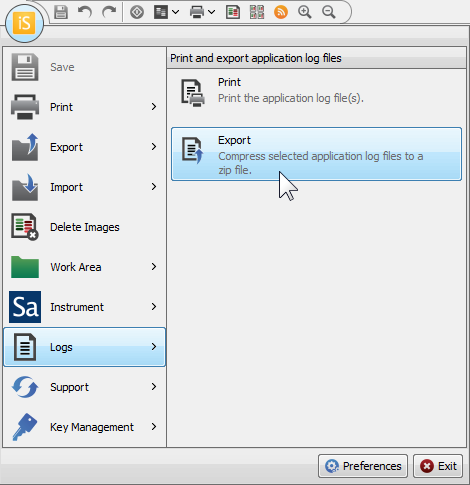 iS
Save
Print
Export
Import
Delete Images
Work Area
Sa
Instrument
Logs
Support
Key Management
Print and export application log files
Print
Print the application log file(s).
Export
Compress selected application log files to a
zip file.
Preferences
Exit